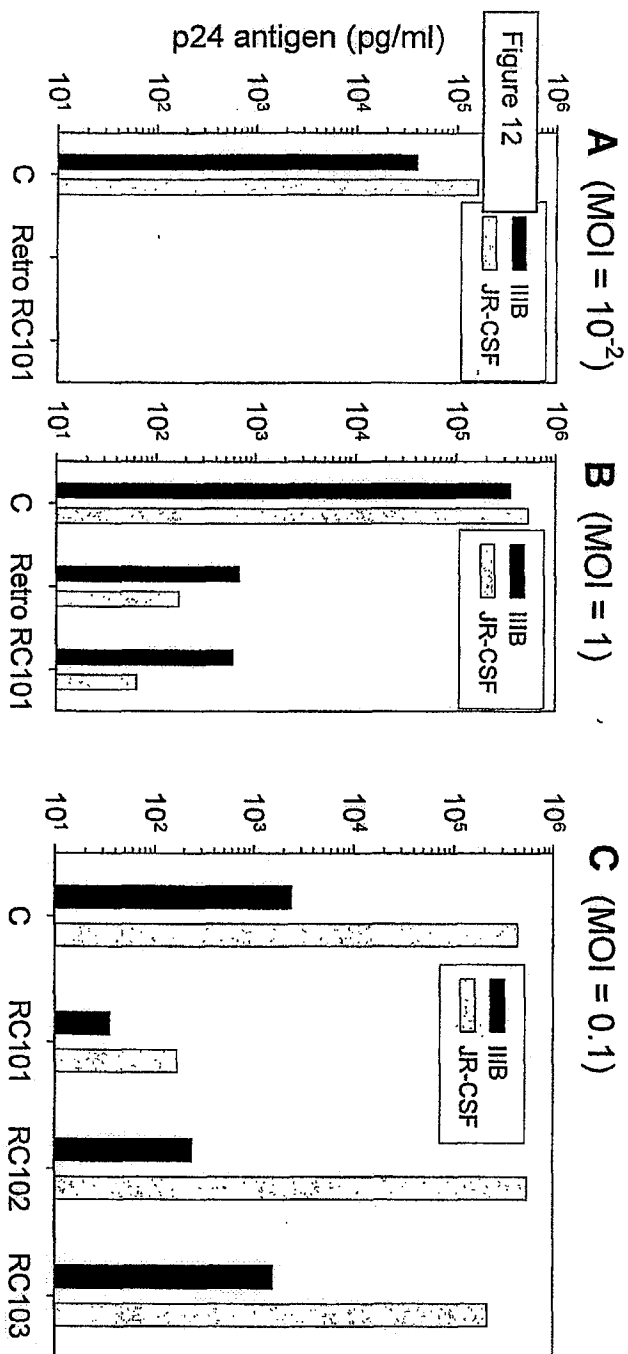 Figure 12
p24 antigen (pg/ml)
A (MOI = 10⁻²)
10⁶
10⁵
10⁴
10³
10²
10¹
IIIB
JR-CSF
C
Retro RC101
B (MOI = 1)
10⁶
10⁵
10⁴
10³
10²
10¹
IIIB
JR-CSF
C
Retro RC101
C (MOI = 0.1)
10⁶
10⁵
10⁴
10³
10²
10¹
IIIB
JR-CSF
C
RC101
RC102
RC103